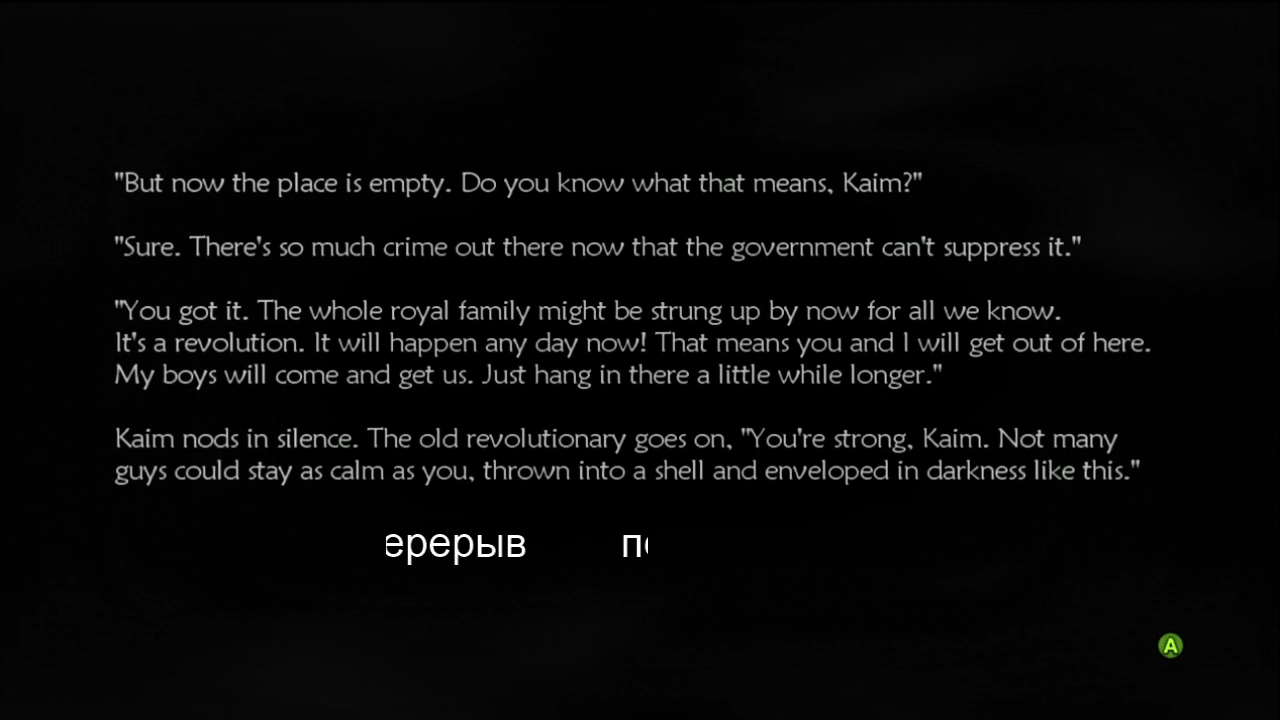 "But now the place is empty. Do you know what that means, Kaim?"
"Sure. There's so much crime out there now that the government can't suppress it."
"You got it. The whole royal family might be strung up by now for all we know.
It's a revolution. It will happen any day now! That means you and I will get out of here.
My boys will come and get us. Just hang in there a little while longer."
Kaim nods in silence. The old revolutionary goes on, "You're strong, Kaim. Not many
guys could stay as calm as you, thrown into a shell and enveloped in darkness like this."
ерерыв
A